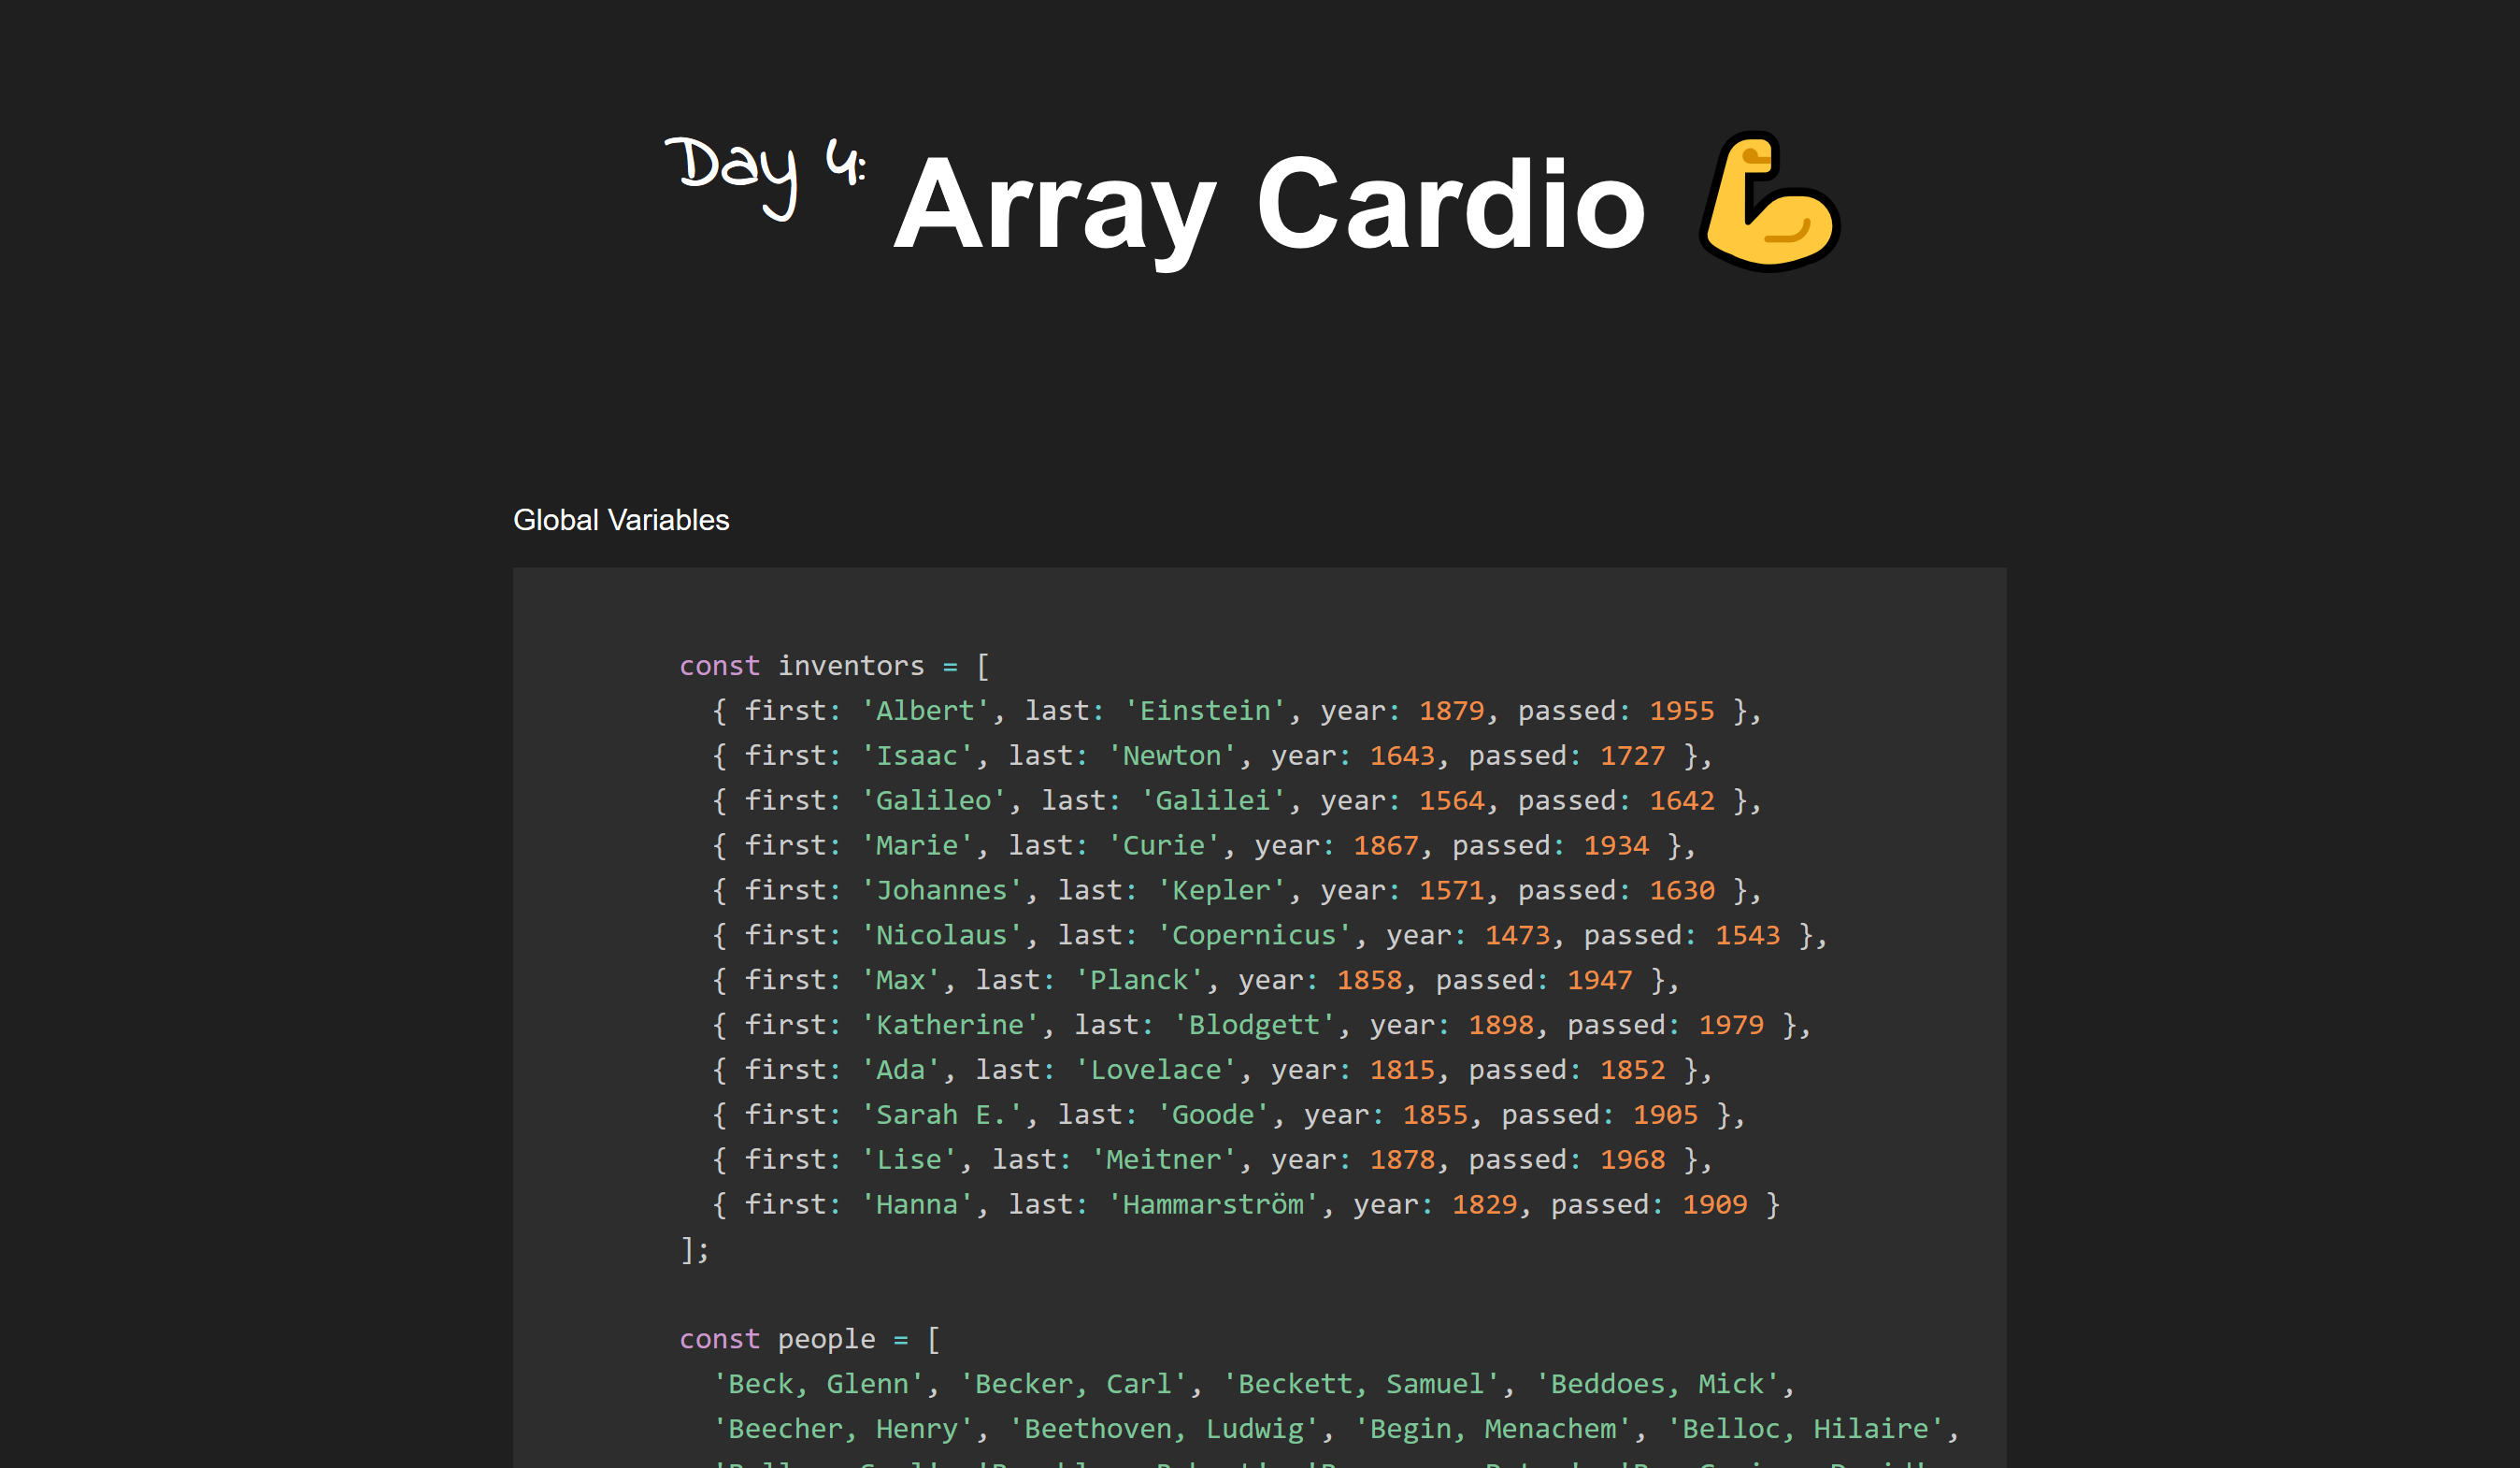 Day 4: Array Cardio
Global Variables
const inventors = [
{ first: 'Albert', last: 'Einstein', year: 1879, passed: 1955 },
{ first: 'Isaac', last: 'Newton', year: 1643, passed: 1727 },
{ first: 'Galileo', last: 'Galilei', year: 1564, passed: 1642 },
{ first: 'Marie', last: 'Curie', year: 1867, passed: 1934 },
{ first: 'Johannes', last: 'Kepler', year: 1571, passed: 1630 },
{ first: 'Nicolaus', last: 'Copernicus', year: 1473, passed: 1543 },
{ first: 'Max', last: 'Planck', year: 1858, passed: 1947 },
{ first: 'Katherine', last: 'Blodgett', year: 1898, passed: 1979 },
{ first: 'Ada', last: 'Lovelace', year: 1815, passed: 1852 },
{ first: 'Sarah E.', last: 'Goode', year: 1855, passed: 1905 },
{ first: 'Lise', last: 'Meitner', year: 1878, passed: 1968 },
{ first: 'Hanna', last: 'Hammarström', year: 1829, passed: 1909 }
];
const people = [
'Beck, Glenn', 'Becker, Carl', 'Beckett, Samuel', 'Beddoes, Mick',
'Beecher, Henry', 'Beethoven, Ludwig', 'Begin, Menachem', 'Belloc, Hilaire',